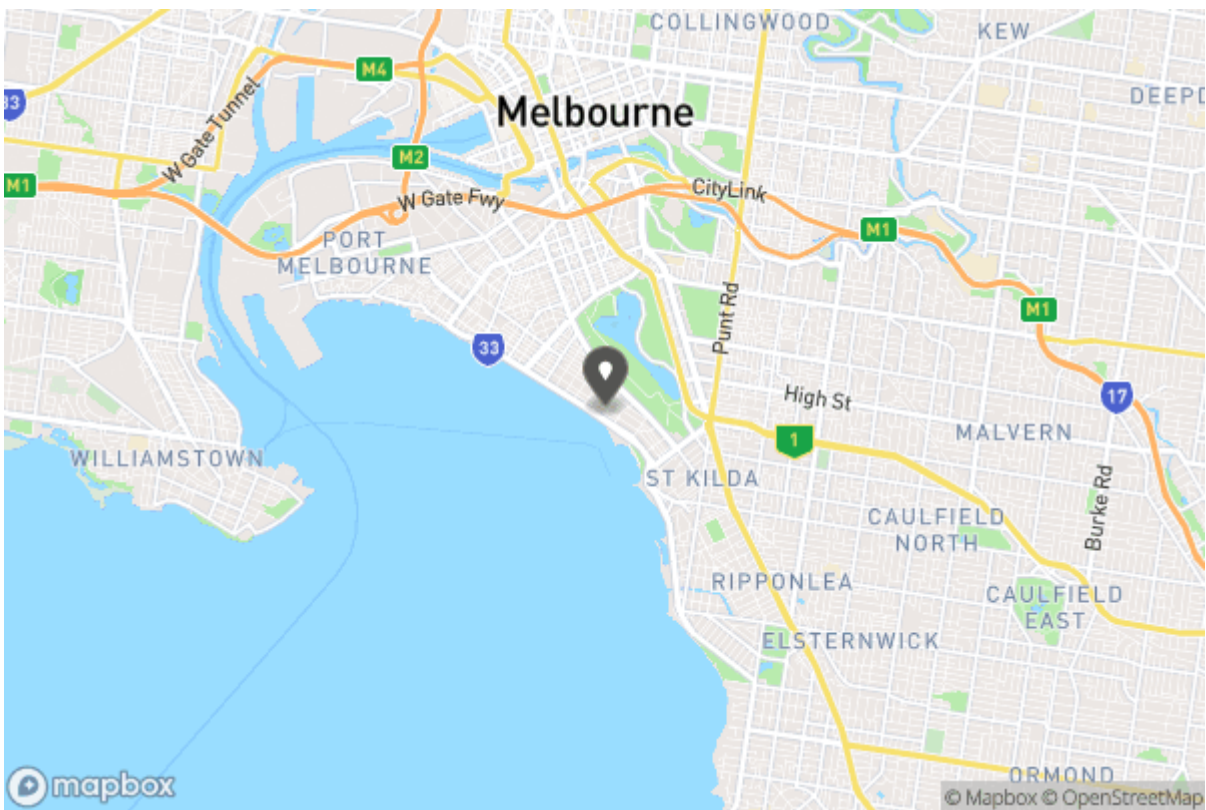 COLLINGWOOD
KEW
M4
33
DEEPD
W Gate Tunnel
Melbourne
M2
M1
W Gate Fwy
CityLink
M1
PORT
MELBOURNE
Punt Rd
M1
33
High St
17
1
MALVERN
WILLIAMSTOWN
ST KILDA
Burke Rd
CAULFIELD
NORTH
RIPPONLEA
CAULFIELD
EAST
ELSTERNWICK
ORMOND
mapbox
© Mapbox © OpenStreetMap